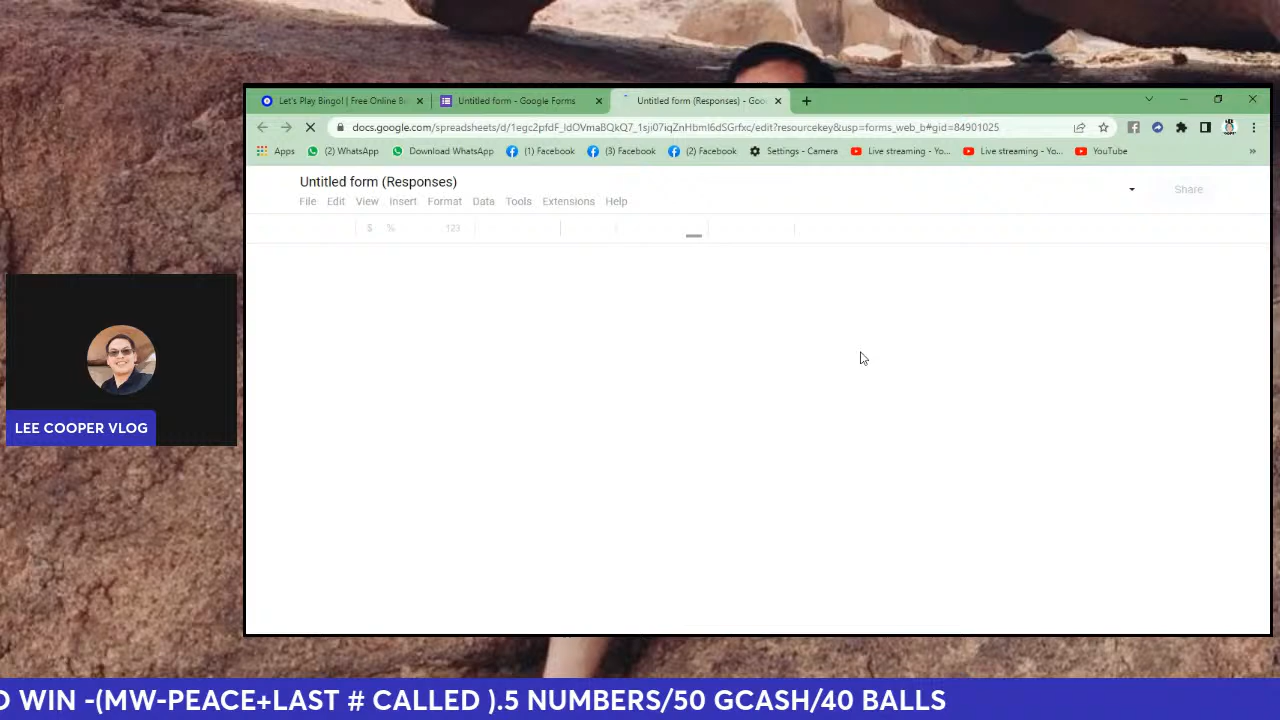 Let's Play Bingo! | Free Online B
Untitled form - Google Forms
Untitled form (Responses) - Goo
docs.google.com/spreadsheets/d/1egc2pfdF_IdOVma8QkQ7_1sji07iqZnHbmI6dSGrfxc/edit?resourcekey&usp=forms_web_b#gid=84901025
Apps
(2) WhatsApp
Download WhatsApp
(1) Facebook
(3) Facebook
(2) Facebook
Settings - Camera
Live streaming - Yo...
Live streaming - Yo...
YouTube
Untitled form (Responses)
Share
File Edit View Insert Format Data Tools Extensions Help
$ % 123
LEE COOPER VLOG
WIN -(MW-PEACE+LAST # CALLED ).5 NUMBERS/50 GCASH/40 BALLS